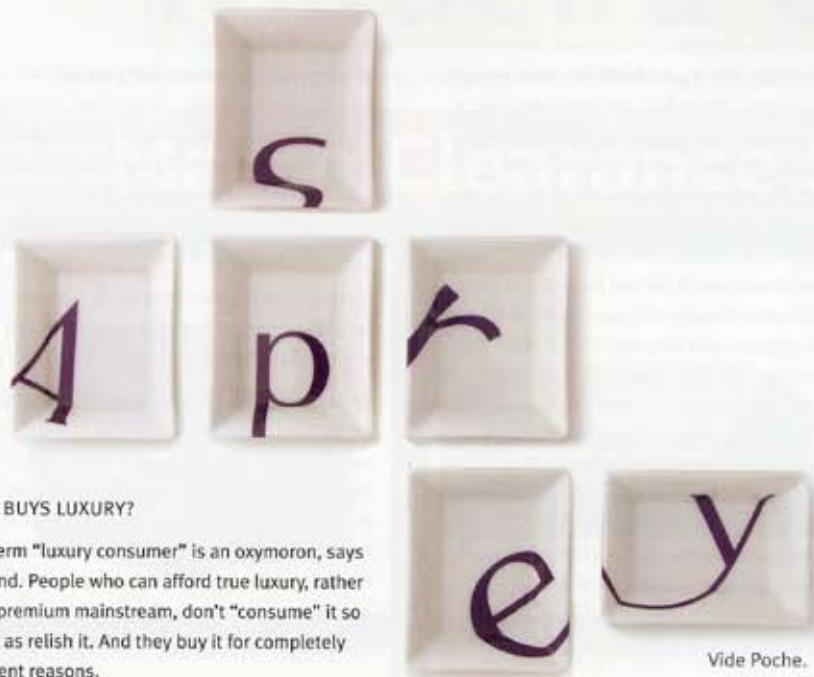 s
A p r
e y
BUYS LUXURY?
erm "luxury consumer" is an oxymoron, says
nd. People who can afford true luxury, rather
premium mainstream, don't "consume" it so
as relish it. And they buy it for completely
ent reasons.
Vide Poche.
Clearance